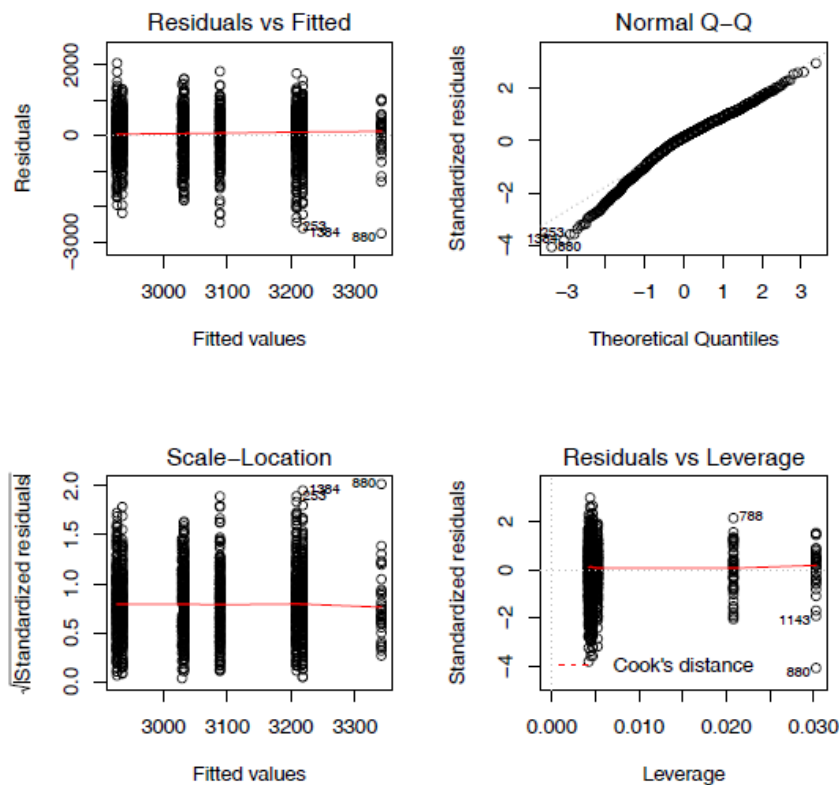 Residuals vs Fitted
Residuals
2000
0
−3000
253
1384
880
3000 3100 3200 3300
Fitted values
Normal Q−Q
Standardized residuals
2
0
−2
−4
253
1384
880
−3 −1 0 1 2 3
Theoretical Quantiles
Scale−Location
√|Standardized residuals|
2.0
1.5
1.0
0.5
0.0
1384
253
880
3000 3100 3200 3300
Fitted values
Residuals vs Leverage
Standardized residuals
2
0
−2
−4
788
1143
880
Cook's distance
0.000 0.010 0.020 0.030
Leverage